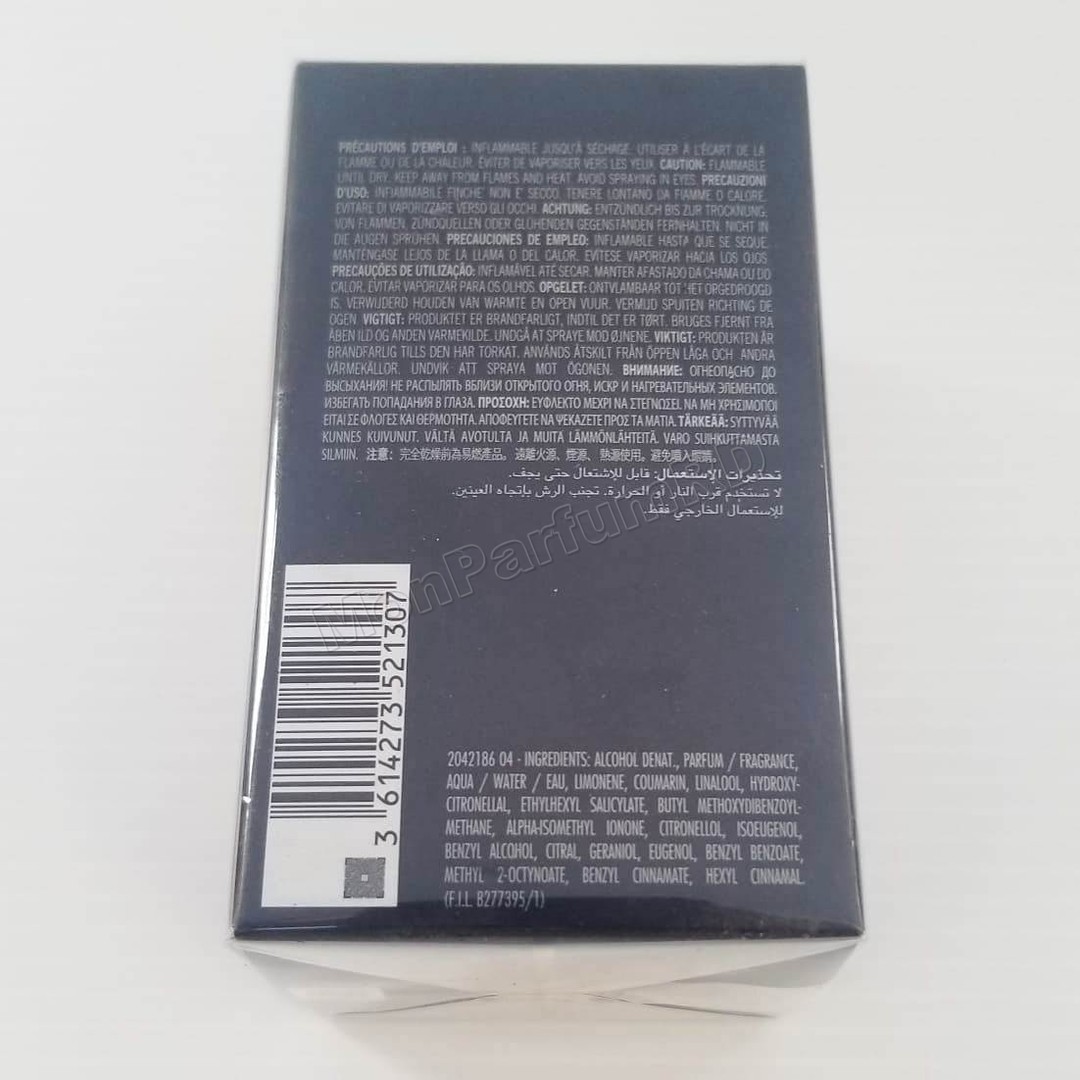 PRÉCAUTIONS D'EMPLOI : INFLAMMABLE JUSQU'À SÉCHAGE. UTILISER À L'ÉCART DE LA
FLAMME OU DE LA CHALEUR. ÉVITER DE VAPORISER VERS LES YEUX. CAUTION: FLAMMABLE
UNTIL DRY. KEEP AWAY FROM FLAMES AND HEAT. AVOID SPRAYING IN EYES. PRECAUZIONI
D'USO: INFIAMMABILE FINCHE' NON E' SECCO. TENERE LONTANO DA FIAMME O CALORE.
EVITARE DI VAPORIZZARE VERSO GLI OCCHI. ACHTUNG: ENTZÜNDLICH BIS ZUR TROCKNUNG.
VON FLAMMEN, ZÜNDQUELLEN ODER GLÜHENDEN GEGENSTÄNDEN FERNHALTEN. NICHT IN
DIE AUGEN SPRÜHEN. PRECAUCIONES DE EMPLEO: INFLAMABLE HASTA QUE SE SEQUE.
MANTÉNGASE LEJOS DE LA LLAMA O DEL CALOR. EVÍTESE VAPORIZAR HACIA LOS OJOS.
PRECAUÇÕES DE UTILIZAÇÃO: INFLAMÁVEL ATÉ SECAR. MANTER AFASTADO DA CHAMA OU DO
CALOR. EVITAR VAPORIZAR PARA OS OLHOS. OPGELET: ONTVLAMBAAR TOT HET OPGEDROOGD
IS. VERWIJDERD HOUDEN VAN WARMTE EN OPEN VUUR. VERMIJD SPUITEN RICHTING DE
OGEN. VIGTIGT: PRODUKTET ER BRANDFARLIGT, INDTIL DET ER TØRT. BRUGES FJERNT FRA
ÅBEN ILD OG ANDEN VARMEKILDE. UNDGÅ AT SPRAYE MOD ØJNENE. VIKTIGT: PRODUKTEN ÄR
BRANDFARLIG TILLS DEN HAR TORKAT. ANVÄNDS ÅTSKILT FRÅN ÖPPEN LÅGA OCH ANDRA
VÄRMEKÄLLOR. UNDVIK ATT SPRAYA MOT ÖGONEN. ВНИМАНИЕ: ОГНЕОПАСНО ДО
ВЫСЫХАНИЯ! НЕ РАСПЫЛЯТЬ ВБЛИЗИ ОТКРЫТОГО ОГНЯ, ИСКР И НАГРЕВАТЕЛЬНЫХ ЭЛЕМЕНТОВ.
ИЗБЕГАТЬ ПОПАДАНИЯ В ГЛАЗА. ΠΡΟΣΟΧΗ: ΕΥΦΛΕΚΤΟ ΜΕΧΡΙ ΝΑ ΣΤΕΓΝΩΣΕΙ. ΝΑ ΜΗ ΧΡΗΣΙΜΟΠΟΙ
ΕΙΤΑΙ ΣΕ ΦΛΟΓΕΣ ΚΑΙ ΘΕΡΜΟΤΗΤΑ. ΑΠΟΦΕΥΓΕΤΕ ΝΑ ΨΕΚΑΖΕΤΕ ΠΡΟΣ ΤΑ ΜΑΤΙΑ. TÄRKEÄÄ: SYTTYVÄÄ
KUNNES KUIVUNUT. VÄLTÄ AVOTULTA JA MUITA LÄMMÖNLÄHTEITÄ. VARO SUIHKUTTAMASTA
SILMIIN. 注意：完全乾燥前為易燃產品。遠離火源、煙源、熱源使用。避免噴入眼睛。
تحذيرات الإستعمال: قابل للإشتعال حتى يجف.
لا تستخدم قرب النار أو الحرارة. تجنب الرش بإتجاه العينين.
للإستعمال الخارجي فقط.
MonParfumRD
3 614273 521307
2042186 04 - INGREDIENTS: ALCOHOL DENAT., PARFUM / FRAGRANCE,
AQUA / WATER / EAU, LIMONENE, COUMARIN, LINALOOL, HYDROXY-
CITRONELLAL, ETHYLHEXYL SALICYLATE, BUTYL METHOXYDIBENZOYL-
METHANE, ALPHA-ISOMETHYL IONONE, CITRONELLOL, ISOEUGENOL,
BENZYL ALCOHOL, CITRAL, GERANIOL, EUGENOL, BENZYL BENZOATE,
METHYL 2-OCTYNOATE, BENZYL CINNAMATE, HEXYL CINNAMAL.
(F.I.L. B277395/1)